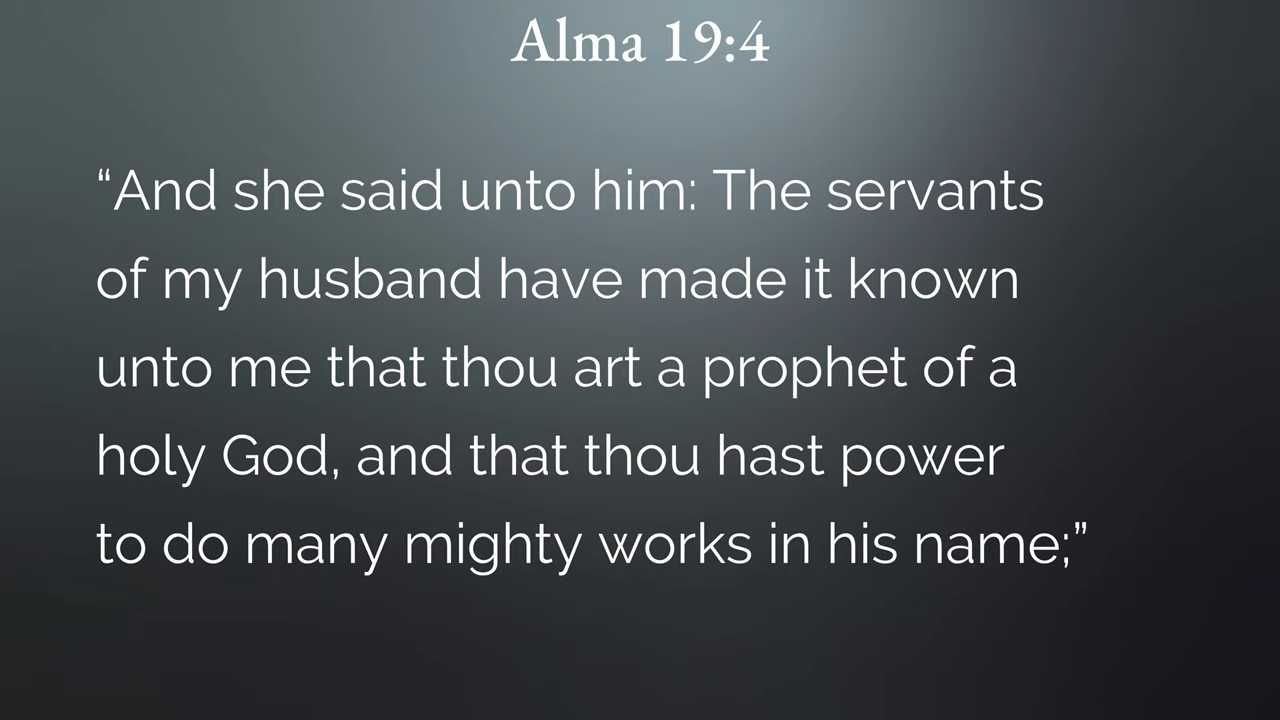 Alma 19:4
“And she said unto him: The servants
of my husband have made it known
unto me that thou art a prophet of a
holy God, and that thou hast power
to do many mighty works in his name;”